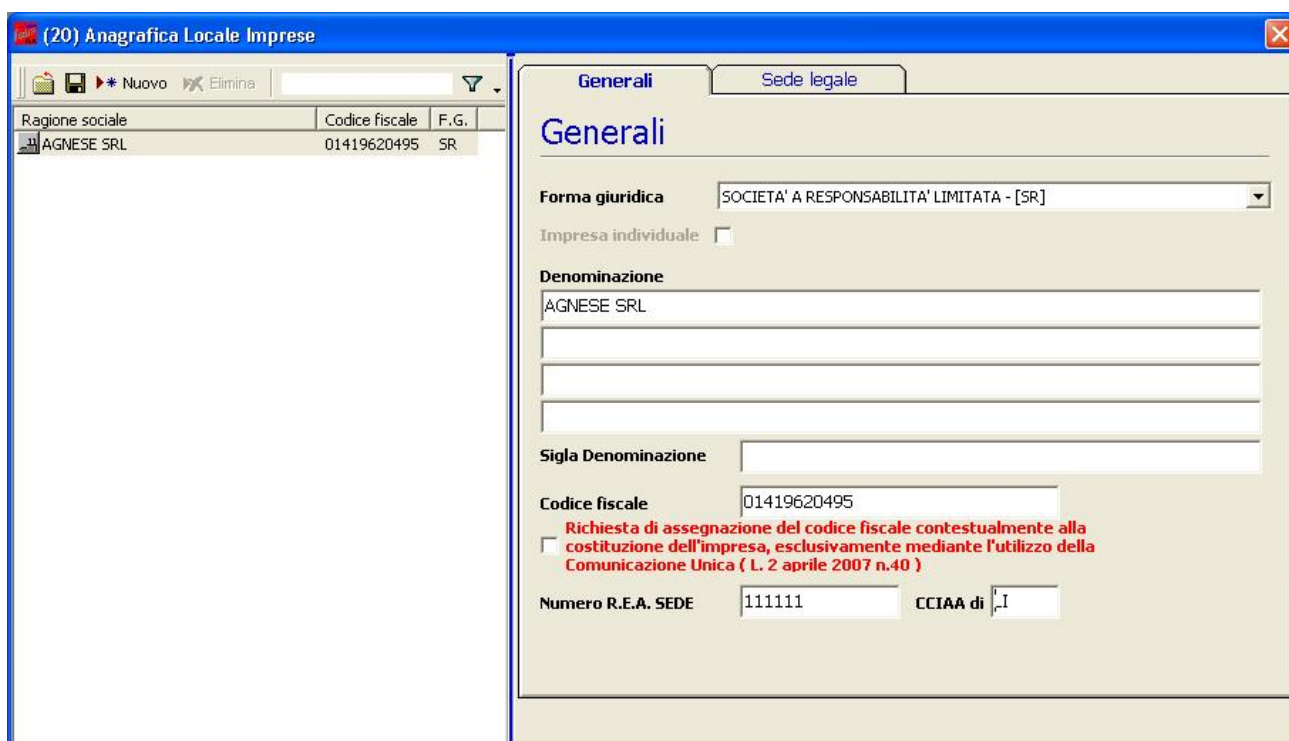 (20) Anagrafica Locale Imprese
Nuovo Elimina
Ragione sociale Codice fiscale F.G.
AGNESE SRL 01419620495 SR
Generali Sede legale
Generali
Forma giuridica SOCIETA' A RESPONSABILITA' LIMITATA - [SR]
Impresa individuale
Denominazione
AGNESE SRL
Sigla Denominazione
Codice fiscale 01419620495
Richiesta di assegnazione del codice fiscale contestualmente alla
costituzione dell'impresa, esclusivamente mediante l'utilizzo della
Comunicazione Unica ( L. 2 aprile 2007 n.40 )
Numero R.E.A. SEDE 111111 CCIAA di